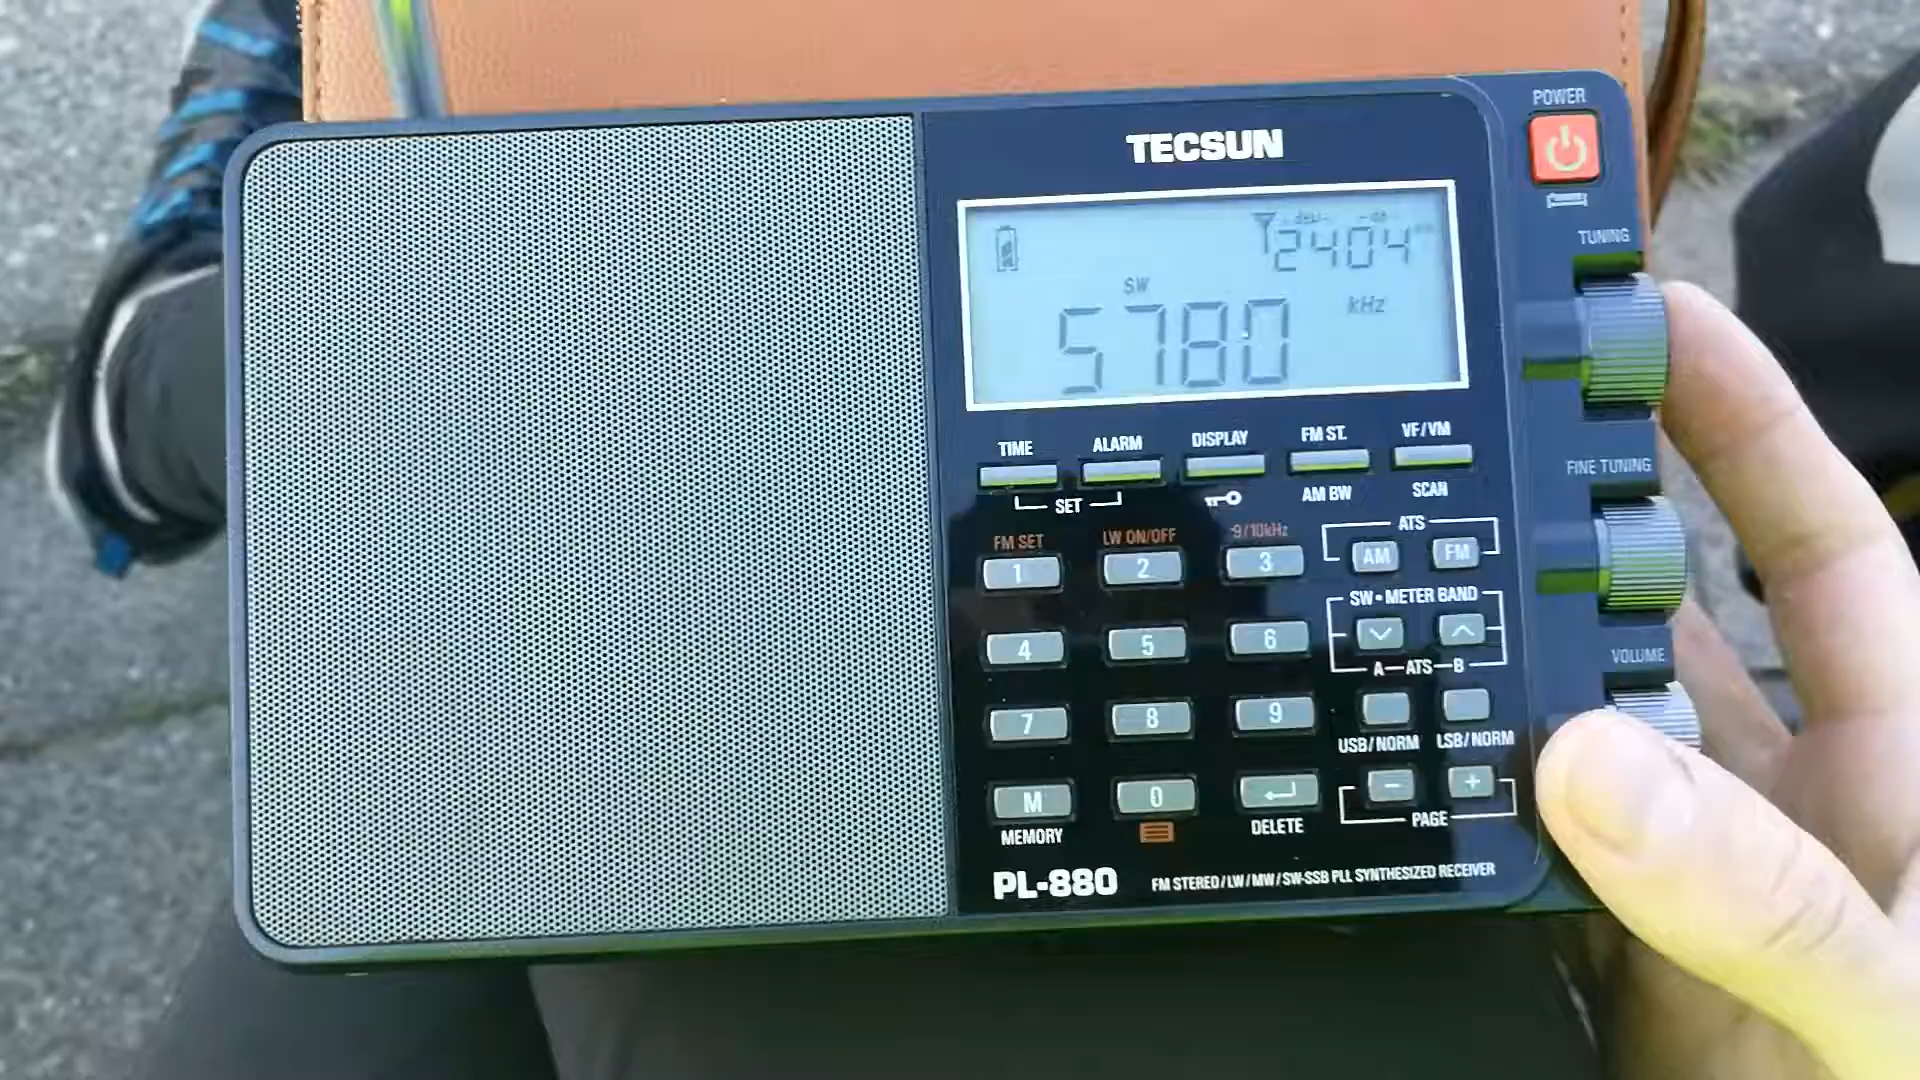 POWER
TECSUN
TUNING
2404
SW
5780 kHz
TIME ALARM DISPLAY FM ST. VF/VM
SET AM BW SCAN
FINE TUNING
FM SET LW ON/OFF 9/10kHz ATS
1 2 3 AM FM
SW•METER BAND
4 5 6
A—ATS—B
VOLUME
7 8 9
USB/NORM LSB/NORM
M 0 - +
MEMORY DELETE PAGE
PL-880 FM STEREO/LW/MW/SW-SSB PLL SYNTHESIZED RECEIVER